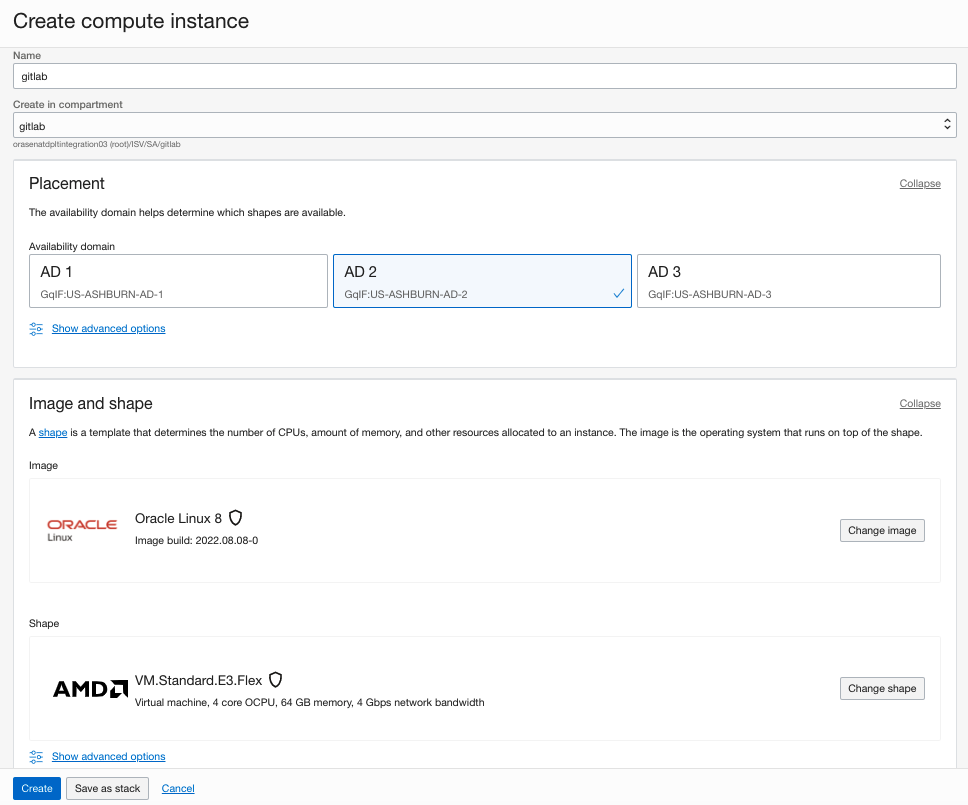 Create compute instance
Name
gitlab
Create in compartment
gitlab
orasenatdpltintegration03 (root)/ISV/SA/gitlab
Placement
Collapse
The availability domain helps determine which shapes are available.
Availability domain
AD 1
AD 2
AD 3
GqIF:US-ASHBURN-AD-1
GqIF:US-ASHBURN-AD-2
GqIF:US-ASHBURN-AD-3
Show advanced options
Image and shape
Collapse
A shape is a template that determines the number of CPUs, amount of memory, and other resources allocated to an instance. The image is the operating system that runs on top of the shape.
Image
ORACLE
Linux
Oracle Linux 8
Image build: 2022.08.08-0
Change image
Shape
AMD
VM.Standard.E3.Flex
Virtual machine, 4 core OCPU, 64 GB memory, 4 Gbps network bandwidth
Change shape
Show advanced options
Create
Save as stack
Cancel